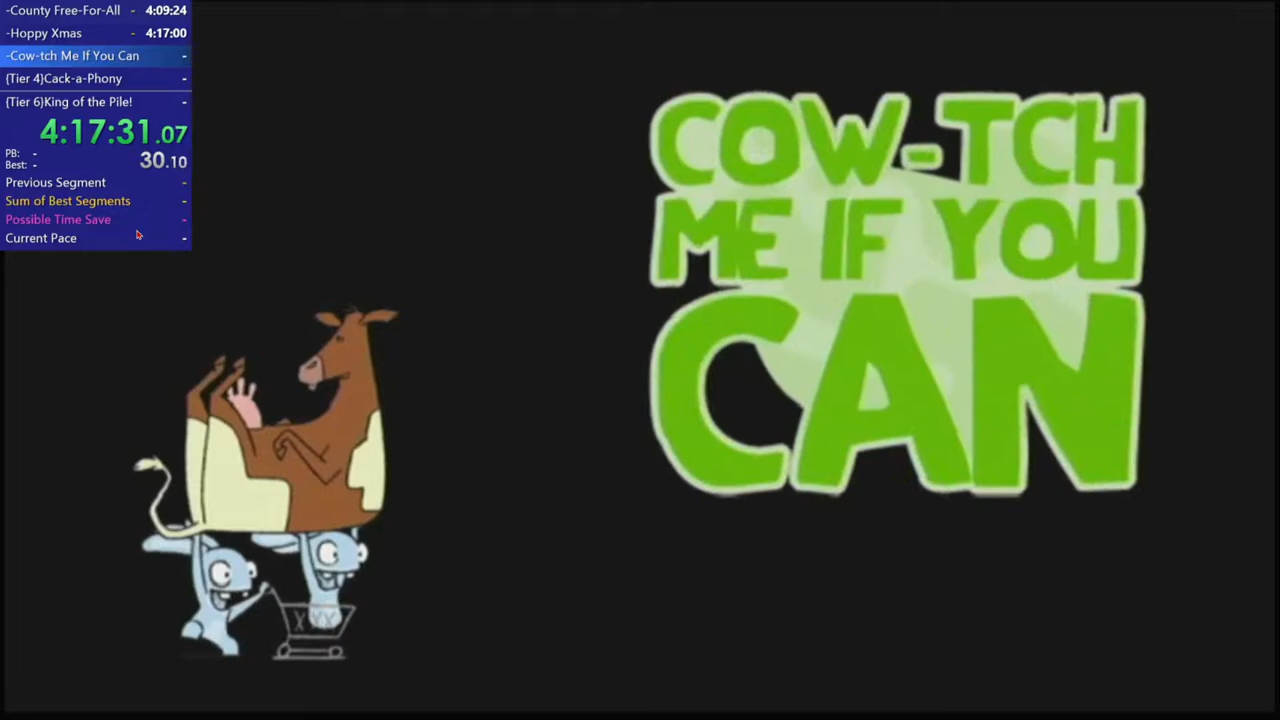 -County Free-For-All - 4:09:24
-Hoppy Xmas - 4:17:00
-Cow-tch Me If You Can -
{Tier 4}Cack-a-Phony -
{Tier 6}King of the Pile! -
4:17:31.07
PB: -
Best: -
30.10
Previous Segment -
Sum of Best Segments -
Possible Time Save -
Current Pace -
COW-TCH
ME IF YOU
CAN
XXX